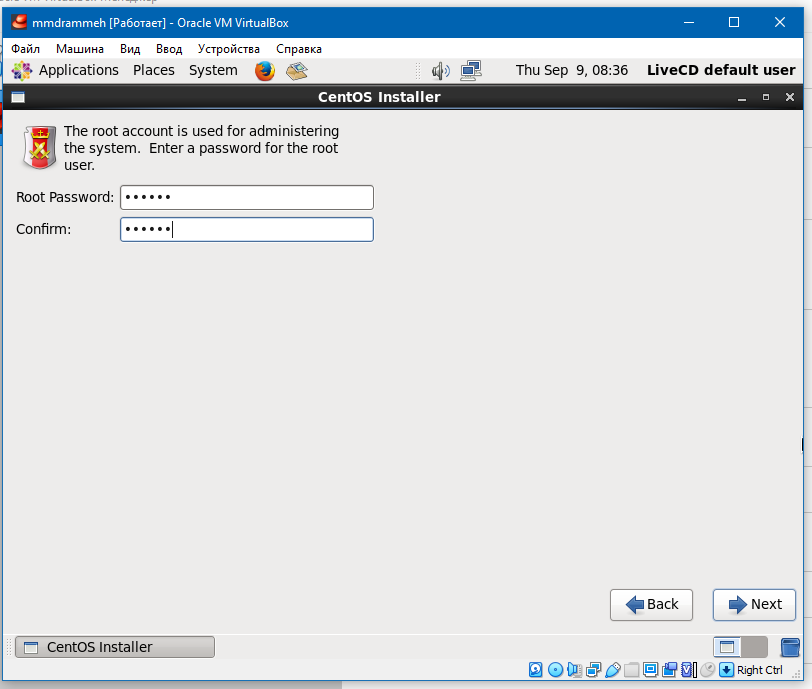 mmdrammeh [Работает] - Oracle VM VirtualBox
Файл Машина Вид Ввод Устройства Справка
Applications Places System Thu Sep 9, 08:36 LiveCD default user
CentOS Installer
The root account is used for administering
the system. Enter a password for the root
user.
Root Password: ••••••
Confirm: ••••••
Back Next
CentOS Installer
Right Ctrl